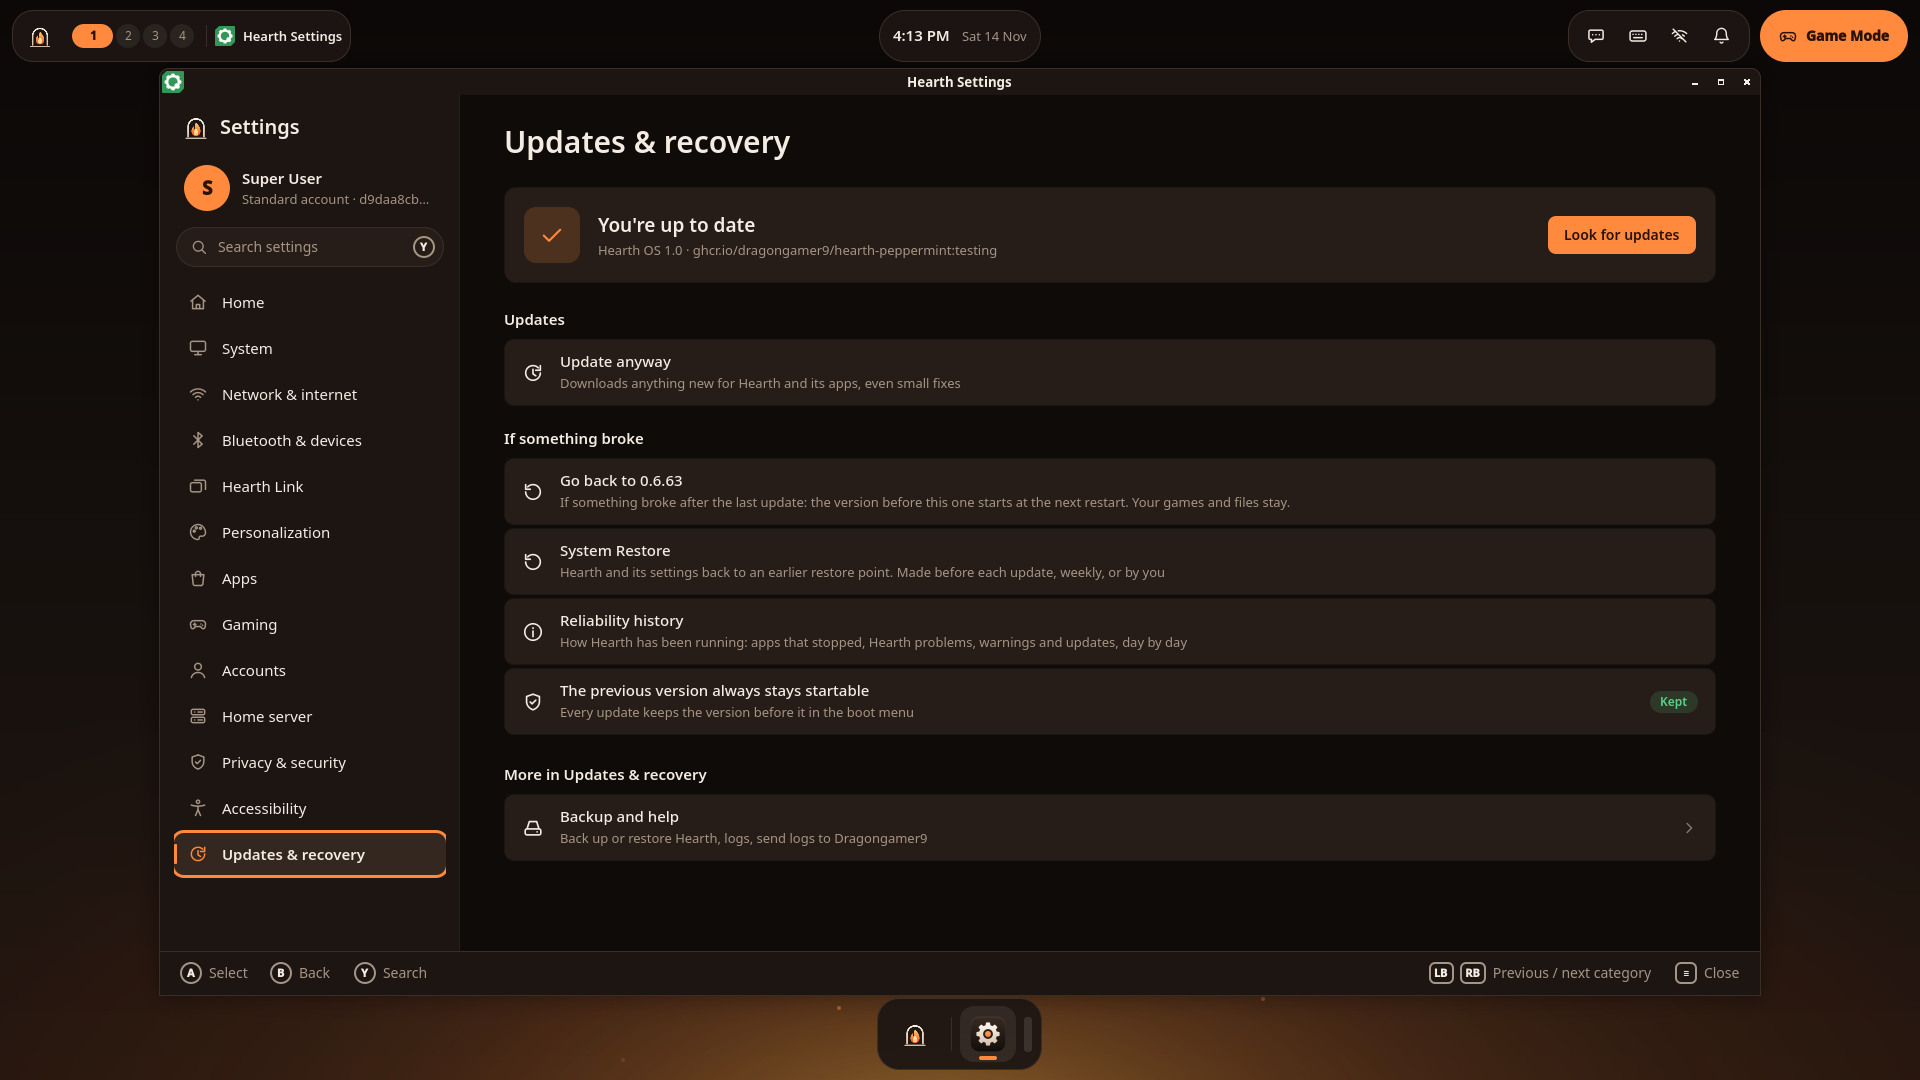 1 2 3 4 Hearth Settings
4:13 PM Sat 14 Nov
Game Mode
Hearth Settings
Settings
S
Super User
Standard account · d9daa8cb...
Search settings Y
Home
System
Network & internet
Bluetooth & devices
Hearth Link
Personalization
Apps
Gaming
Accounts
Home server
Privacy & security
Accessibility
Updates & recovery
Updates & recovery
You're up to date
Hearth OS 1.0 · ghcr.io/dragongamer9/hearth-peppermint:testing
Look for updates
Updates
Update anyway
Downloads anything new for Hearth and its apps, even small fixes
If something broke
Go back to 0.6.63
If something broke after the last update: the version before this one starts at the next restart. Your games and files stay.
System Restore
Hearth and its settings back to an earlier restore point. Made before each update, weekly, or by you
Reliability history
How Hearth has been running: apps that stopped, Hearth problems, warnings and updates, day by day
The previous version always stays startable
Every update keeps the version before it in the boot menu
Kept
More in Updates & recovery
Backup and help
Back up or restore Hearth, logs, send logs to Dragongamer9
A Select B Back Y Search
LB RB Previous / next category ≡ Close